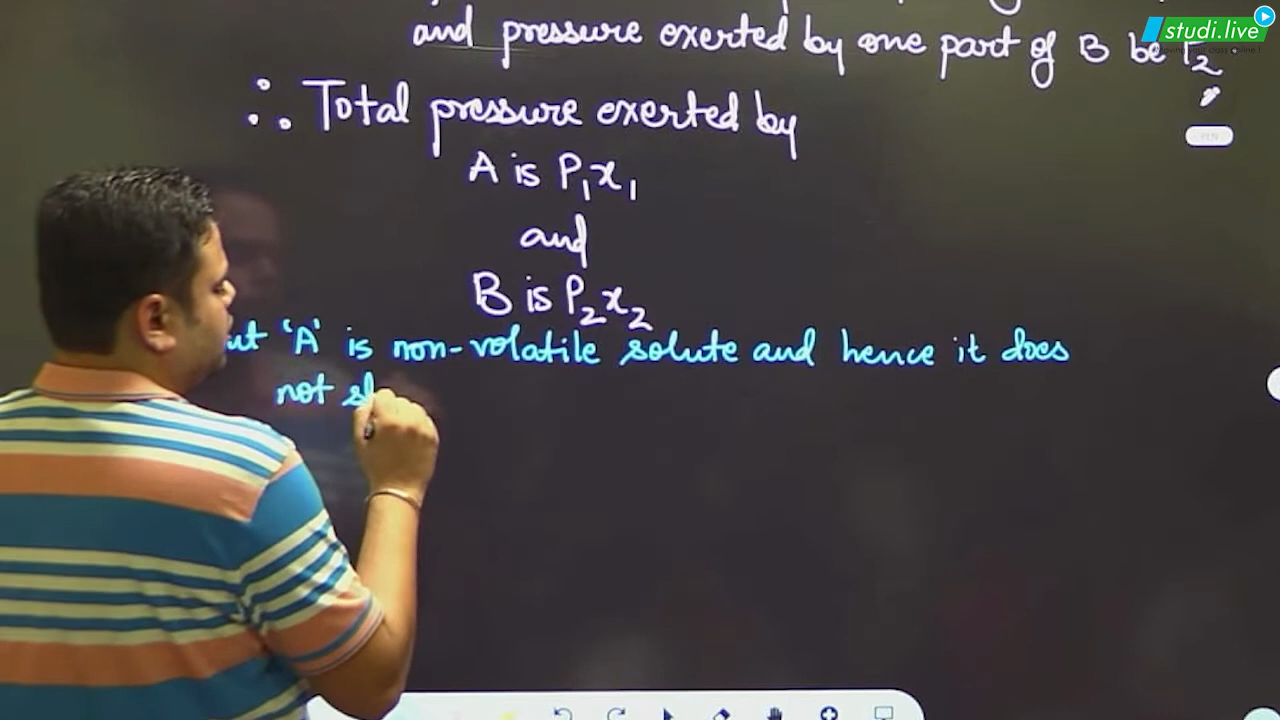 and pressure exerted by one part of B be P₂.
∴ Total pressure exerted by
A is P₁x₁
and
B is P₂x₂
'A' is non-volatile solute and hence it does
not
studi.live
PEN